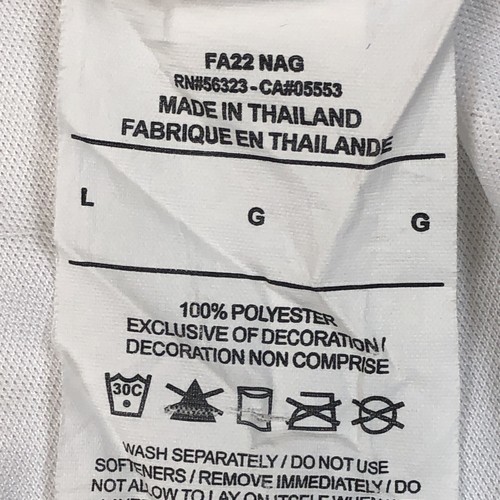 FA22 NAG
RN#56323 - CA#05553
MADE IN THAILAND
FABRIQUE EN THAILANDE
L G G
100% POLYESTER
EXCLUSIVE OF DECORATION /
DECORATION NON COMPRISE
30C
WASH SEPARATELY / DO NOT USE
SOFTENERS / REMOVE IMMEDIATELY / DO
NOT ALLOW TO LAY ON ITSELF WHEN